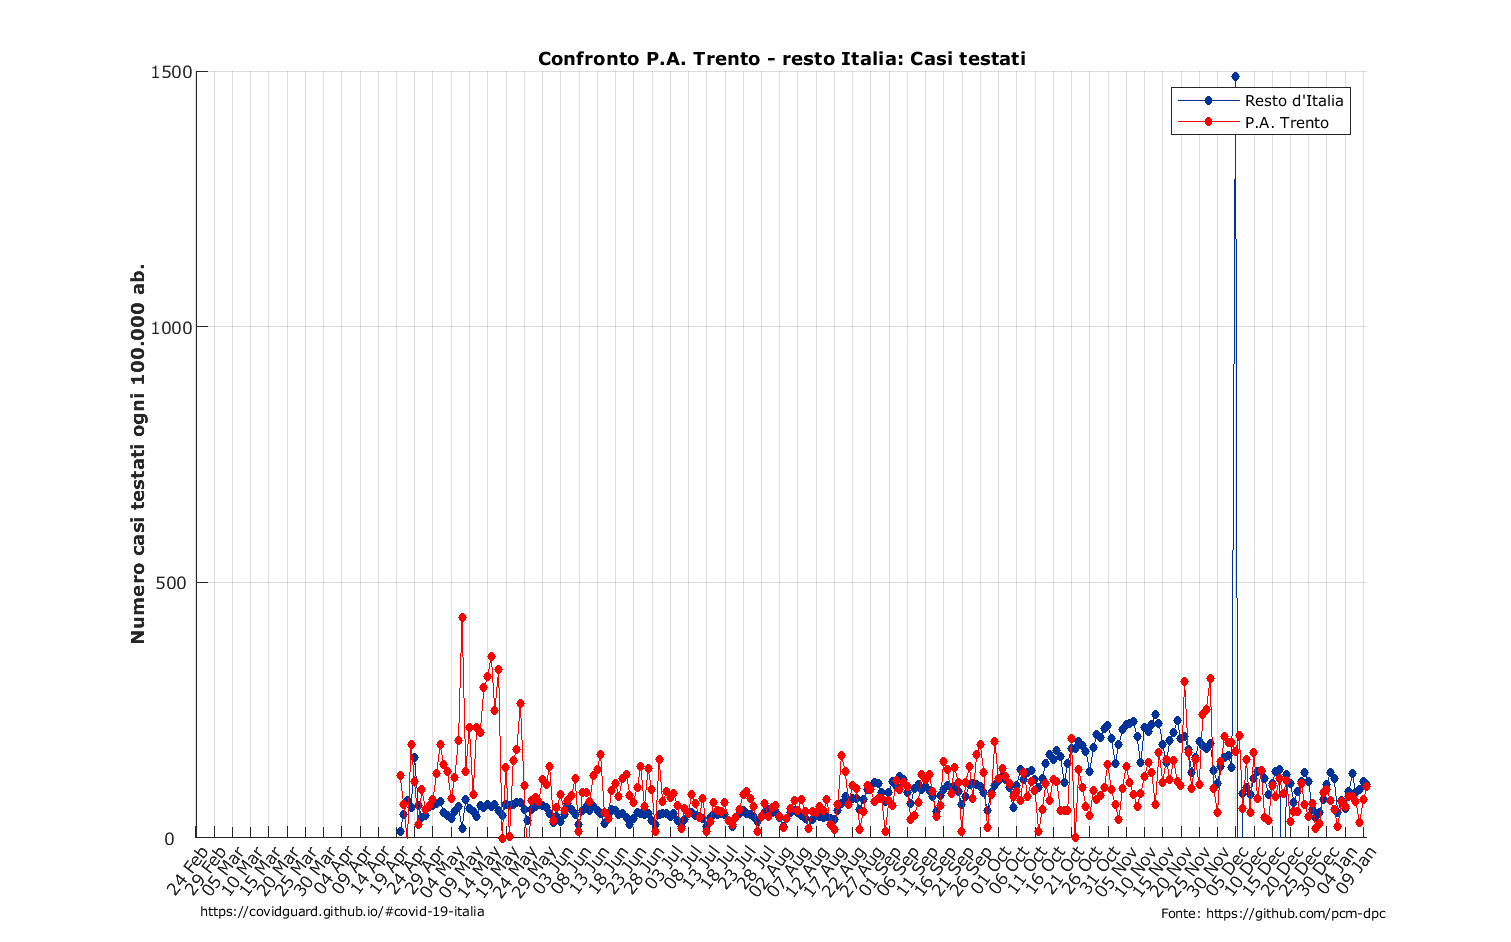 Confronto P.A. Trento - resto Italia: Casi testati
Numero casi testati ogni 100.000 ab.
1500
1000
500
0
Resto d'Italia
P.A. Trento
24 Feb
29 Feb
05 Mar
10 Mar
15 Mar
20 Mar
25 Mar
30 Mar
04 Apr
09 Apr
14 Apr
19 Apr
24 Apr
29 Apr
04 May
09 May
14 May
19 May
24 May
29 May
03 Jun
08 Jun
13 Jun
18 Jun
23 Jun
28 Jun
03 Jul
08 Jul
13 Jul
18 Jul
23 Jul
28 Jul
02 Aug
07 Aug
12 Aug
17 Aug
22 Aug
27 Aug
01 Sep
06 Sep
11 Sep
16 Sep
21 Sep
26 Sep
01 Oct
06 Oct
11 Oct
16 Oct
21 Oct
26 Oct
31 Oct
05 Nov
10 Nov
15 Nov
20 Nov
25 Nov
30 Nov
05 Dec
10 Dec
15 Dec
20 Dec
25 Dec
30 Dec
04 Jan
09 Jan
https://covidguard.github.io/#covid-19-italia
Fonte: https://github.com/pcm-dpc